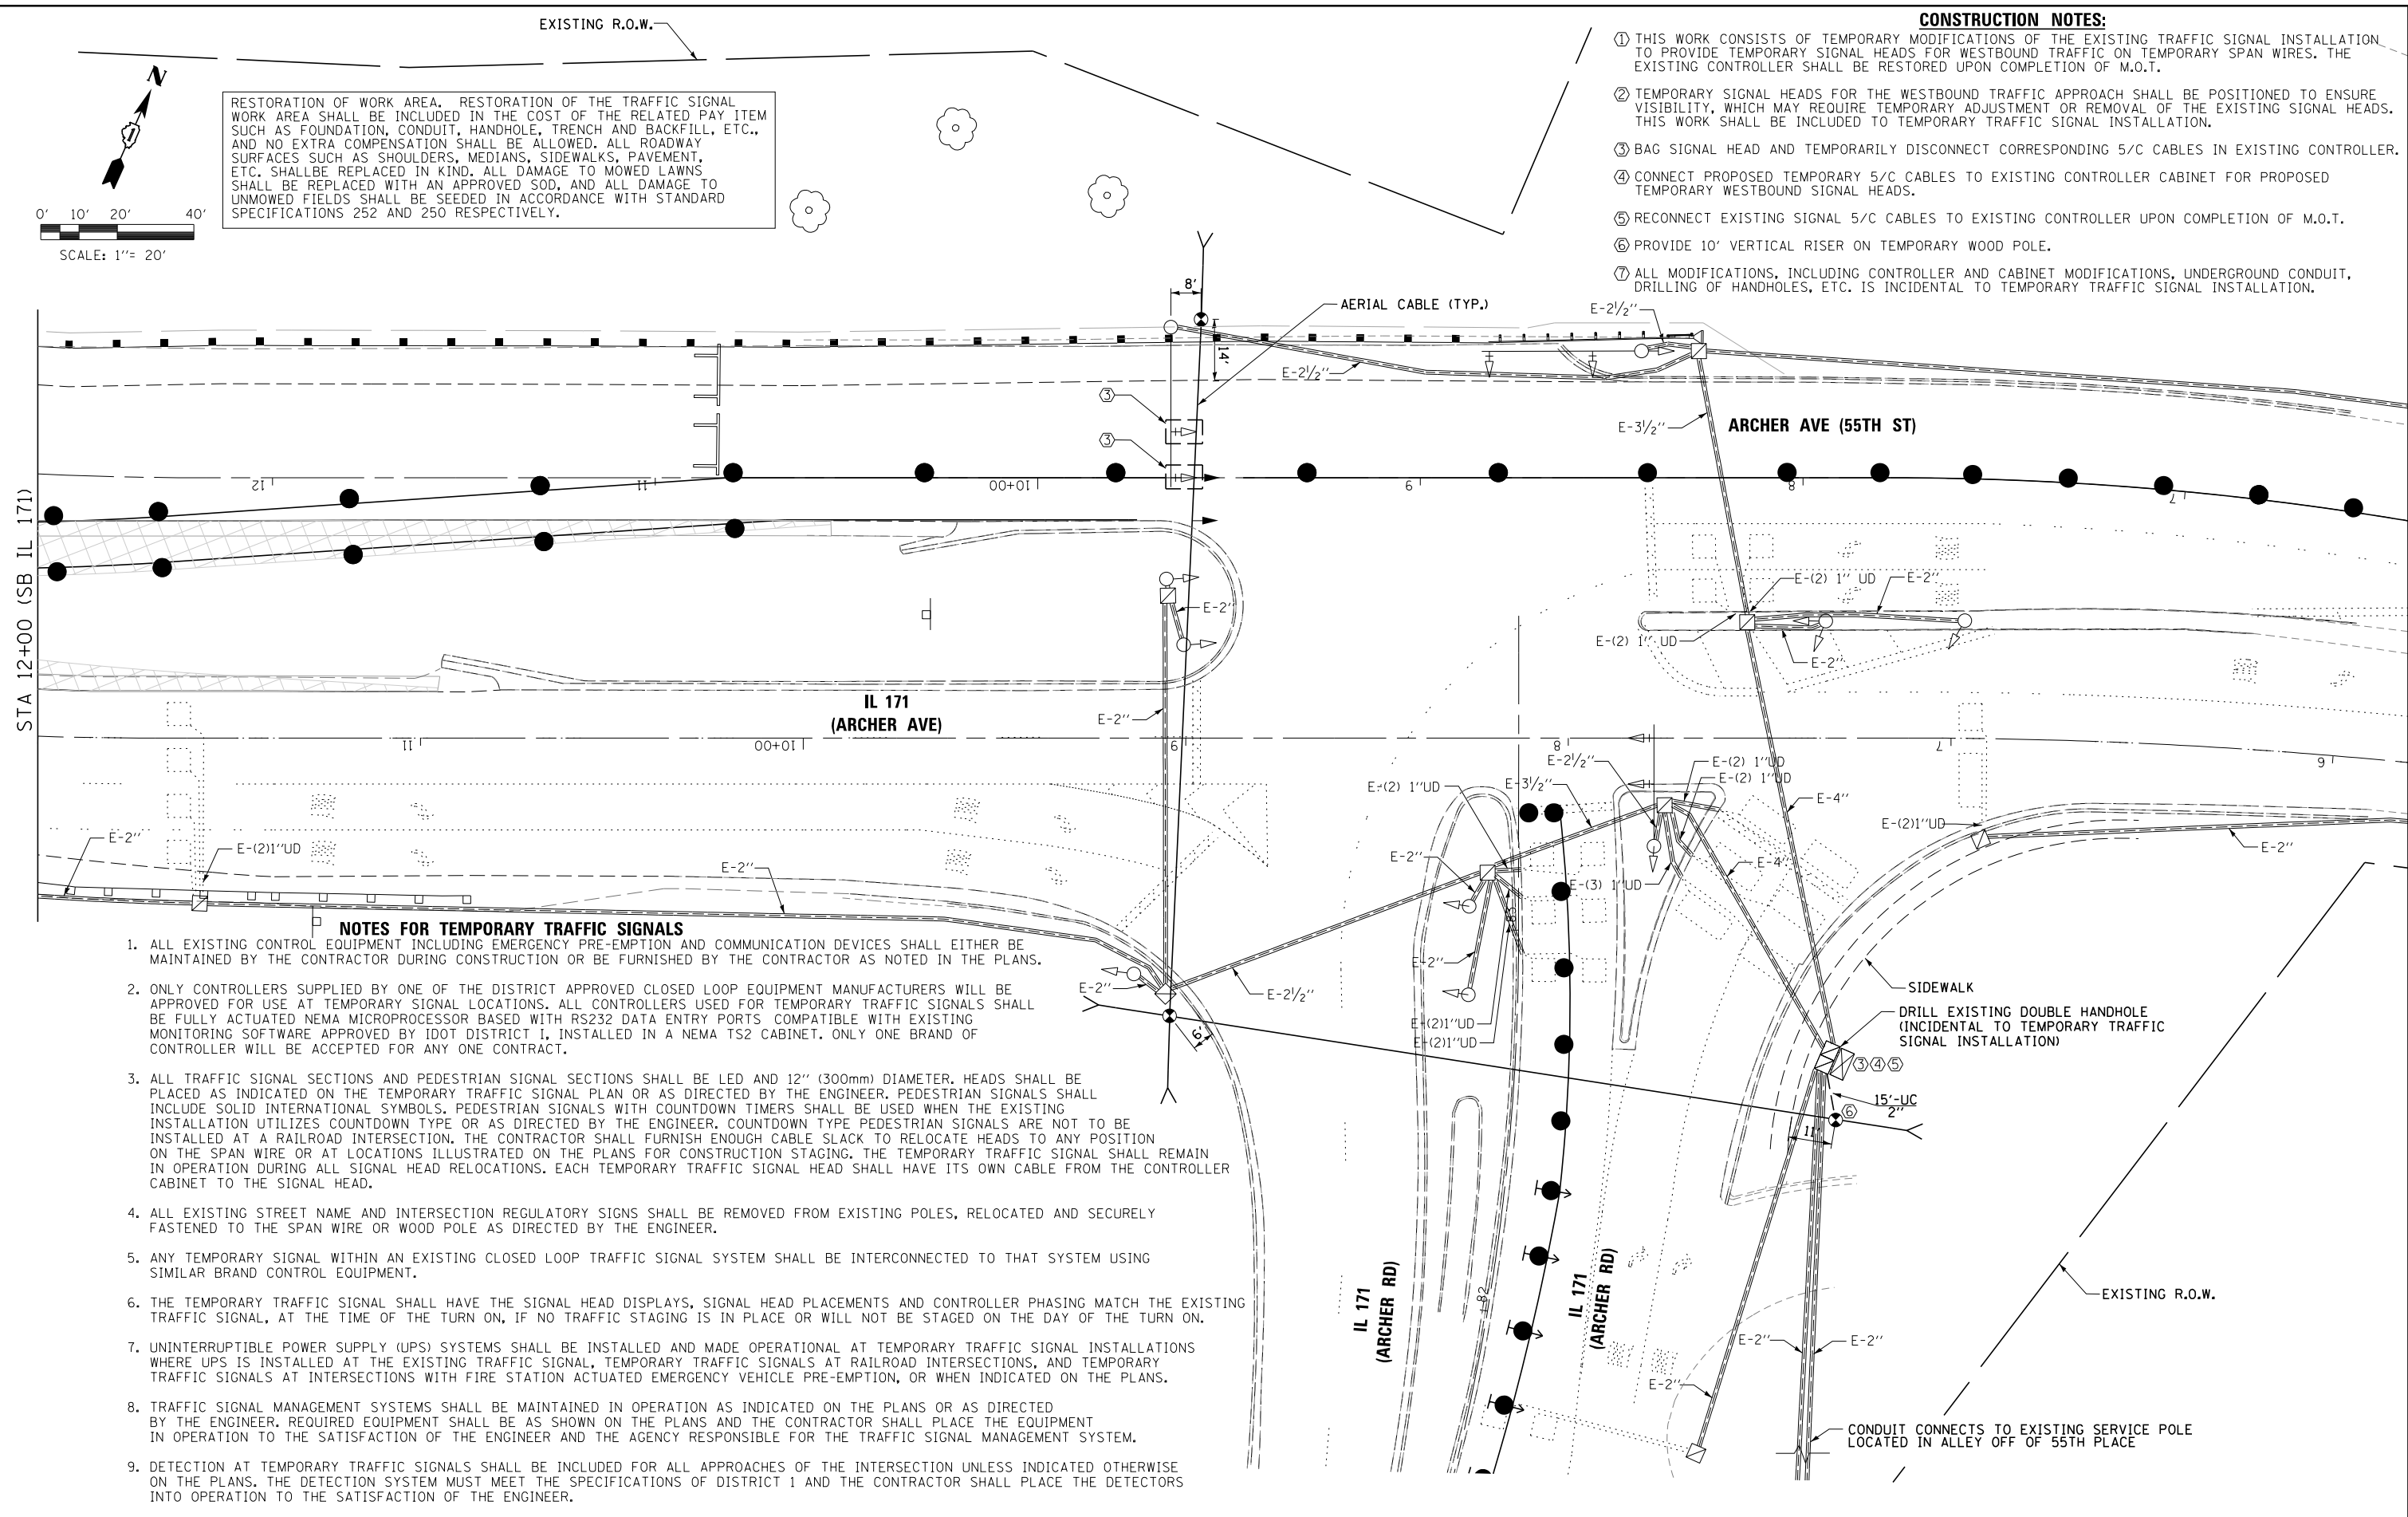 EXISTING R.O.W.
N
1
RESTORATION OF WORK AREA. RESTORATION OF THE TRAFFIC SIGNAL
WORK AREA SHALL BE INCLUDED IN THE COST OF THE RELATED PAY ITEM
SUCH AS FOUNDATION, CONDUIT, HANDHOLE, TRENCH AND BACKFILL, ETC.,
AND NO EXTRA COMPENSATION SHALL BE ALLOWED. ALL ROADWAY
SURFACES SUCH AS SHOULDERS, MEDIANS, SIDEWALKS, PAVEMENT,
ETC. SHALLBE REPLACED IN KIND. ALL DAMAGE TO MOWED LAWNS
SHALL BE REPLACED WITH AN APPROVED SOD, AND ALL DAMAGE TO
UNMOWED FIELDS SHALL BE SEEDED IN ACCORDANCE WITH STANDARD
SPECIFICATIONS 252 AND 250 RESPECTIVELY.
0' 10' 20' 40'
SCALE: 1''= 20'
CONSTRUCTION NOTES:
1 THIS WORK CONSISTS OF TEMPORARY MODIFICATIONS OF THE EXISTING TRAFFIC SIGNAL INSTALLATION
TO PROVIDE TEMPORARY SIGNAL HEADS FOR WESTBOUND TRAFFIC ON TEMPORARY SPAN WIRES. THE
EXISTING CONTROLLER SHALL BE RESTORED UPON COMPLETION OF M.O.T.
2 TEMPORARY SIGNAL HEADS FOR THE WESTBOUND TRAFFIC APPROACH SHALL BE POSITIONED TO ENSURE
VISIBILITY, WHICH MAY REQUIRE TEMPORARY ADJUSTMENT OR REMOVAL OF THE EXISTING SIGNAL HEADS.
THIS WORK SHALL BE INCLUDED TO TEMPORARY TRAFFIC SIGNAL INSTALLATION.
3 BAG SIGNAL HEAD AND TEMPORARILY DISCONNECT CORRESPONDING 5/C CABLES IN EXISTING CONTROLLER.
4 CONNECT PROPOSED TEMPORARY 5/C CABLES TO EXISTING CONTROLLER CABINET FOR PROPOSED
TEMPORARY WESTBOUND SIGNAL HEADS.
5 RECONNECT EXISTING SIGNAL 5/C CABLES TO EXISTING CONTROLLER UPON COMPLETION OF M.O.T.
6 PROVIDE 10' VERTICAL RISER ON TEMPORARY WOOD POLE.
7 ALL MODIFICATIONS, INCLUDING CONTROLLER AND CABINET MODIFICATIONS, UNDERGROUND CONDUIT,
DRILLING OF HANDHOLES, ETC. IS INCIDENTAL TO TEMPORARY TRAFFIC SIGNAL INSTALLATION.
8'
AERIAL CABLE (TYP.)
E-2½''
14'
E-2½''
3
3
E-3½''
ARCHER AVE (55TH ST)
STA 12+00 (SB IL 171)
12
11
10+00
9
8
7
E-(2) 1'' UD
E-2''
E-2''
E-(2) 1'' UD
E-2''
IL 171
(ARCHER AVE)
E-2''
11
10+00
9
8
7
6
E-2½''
E-(2) 1''UD
E-(2) 1''UD
E-(2) 1''UD
E-3½''
E-4''
E-2''
E-(2)1''UD
E-2''
E-2''
E-4''
E-(3) 1''UD
E-(2)1''UD
E-2''
E-2''
E-2''
E-2½''
E-(2)1''UD
E-(2)1''UD
6'
SIDEWALK
DRILL EXISTING DOUBLE HANDHOLE
(INCIDENTAL TO TEMPORARY TRAFFIC
SIGNAL INSTALLATION)
3 4 5
15'-UC
2''
6
11'
NOTES FOR TEMPORARY TRAFFIC SIGNALS
1. ALL EXISTING CONTROL EQUIPMENT INCLUDING EMERGENCY PRE-EMPTION AND COMMUNICATION DEVICES SHALL EITHER BE
MAINTAINED BY THE CONTRACTOR DURING CONSTRUCTION OR BE FURNISHED BY THE CONTRACTOR AS NOTED IN THE PLANS.
2. ONLY CONTROLLERS SUPPLIED BY ONE OF THE DISTRICT APPROVED CLOSED LOOP EQUIPMENT MANUFACTURERS WILL BE
APPROVED FOR USE AT TEMPORARY SIGNAL LOCATIONS. ALL CONTROLLERS USED FOR TEMPORARY TRAFFIC SIGNALS SHALL
BE FULLY ACTUATED NEMA MICROPROCESSOR BASED WITH RS232 DATA ENTRY PORTS COMPATIBLE WITH EXISTING
MONITORING SOFTWARE APPROVED BY IDOT DISTRICT I, INSTALLED IN A NEMA TS2 CABINET. ONLY ONE BRAND OF
CONTROLLER WILL BE ACCEPTED FOR ANY ONE CONTRACT.
3. ALL TRAFFIC SIGNAL SECTIONS AND PEDESTRIAN SIGNAL SECTIONS SHALL BE LED AND 12'' (300mm) DIAMETER. HEADS SHALL BE
PLACED AS INDICATED ON THE TEMPORARY TRAFFIC SIGNAL PLAN OR AS DIRECTED BY THE ENGINEER. PEDESTRIAN SIGNALS SHALL
INCLUDE SOLID INTERNATIONAL SYMBOLS. PEDESTRIAN SIGNALS WITH COUNTDOWN TIMERS SHALL BE USED WHEN THE EXISTING
INSTALLATION UTILIZES COUNTDOWN TYPE OR AS DIRECTED BY THE ENGINEER. COUNTDOWN TYPE PEDESTRIAN SIGNALS ARE NOT TO BE
INSTALLED AT A RAILROAD INTERSECTION. THE CONTRACTOR SHALL FURNISH ENOUGH CABLE SLACK TO RELOCATE HEADS TO ANY POSITION
ON THE SPAN WIRE OR AT LOCATIONS ILLUSTRATED ON THE PLANS FOR CONSTRUCTION STAGING. THE TEMPORARY TRAFFIC SIGNAL SHALL REMAIN
IN OPERATION DURING ALL SIGNAL HEAD RELOCATIONS. EACH TEMPORARY TRAFFIC SIGNAL HEAD SHALL HAVE ITS OWN CABLE FROM THE CONTROLLER
CABINET TO THE SIGNAL HEAD.
4. ALL EXISTING STREET NAME AND INTERSECTION REGULATORY SIGNS SHALL BE REMOVED FROM EXISTING POLES, RELOCATED AND SECURELY
FASTENED TO THE SPAN WIRE OR WOOD POLE AS DIRECTED BY THE ENGINEER.
5. ANY TEMPORARY SIGNAL WITHIN AN EXISTING CLOSED LOOP TRAFFIC SIGNAL SYSTEM SHALL BE INTERCONNECTED TO THAT SYSTEM USING
SIMILAR BRAND CONTROL EQUIPMENT.
6. THE TEMPORARY TRAFFIC SIGNAL SHALL HAVE THE SIGNAL HEAD DISPLAYS, SIGNAL HEAD PLACEMENTS AND CONTROLLER PHASING MATCH THE EXISTING
TRAFFIC SIGNAL, AT THE TIME OF THE TURN ON, IF NO TRAFFIC STAGING IS IN PLACE OR WILL NOT BE STAGED ON THE DAY OF THE TURN ON.
7. UNINTERRUPTIBLE POWER SUPPLY (UPS) SYSTEMS SHALL BE INSTALLED AND MADE OPERATIONAL AT TEMPORARY TRAFFIC SIGNAL INSTALLATIONS
WHERE UPS IS INSTALLED AT THE EXISTING TRAFFIC SIGNAL, TEMPORARY TRAFFIC SIGNALS AT RAILROAD INTERSECTIONS, AND TEMPORARY
TRAFFIC SIGNALS AT INTERSECTIONS WITH FIRE STATION ACTUATED EMERGENCY VEHICLE PRE-EMPTION, OR WHEN INDICATED ON THE PLANS.
8. TRAFFIC SIGNAL MANAGEMENT SYSTEMS SHALL BE MAINTAINED IN OPERATION AS INDICATED ON THE PLANS OR AS DIRECTED
BY THE ENGINEER. REQUIRED EQUIPMENT SHALL BE AS SHOWN ON THE PLANS AND THE CONTRACTOR SHALL PLACE THE EQUIPMENT
IN OPERATION TO THE SATISFACTION OF THE ENGINEER AND THE AGENCY RESPONSIBLE FOR THE TRAFFIC SIGNAL MANAGEMENT SYSTEM.
9. DETECTION AT TEMPORARY TRAFFIC SIGNALS SHALL BE INCLUDED FOR ALL APPROACHES OF THE INTERSECTION UNLESS INDICATED OTHERWISE
ON THE PLANS. THE DETECTION SYSTEM MUST MEET THE SPECIFICATIONS OF DISTRICT 1 AND THE CONTRACTOR SHALL PLACE THE DETECTORS
INTO OPERATION TO THE SATISFACTION OF THE ENGINEER.
IL 171
(ARCHER RD)
82
IL 171
(ARCHER RD)
EXISTING R.O.W.
E-2''
E-2''
E-2''
CONDUIT CONNECTS TO EXISTING SERVICE POLE
LOCATED IN ALLEY OFF OF 55TH PLACE